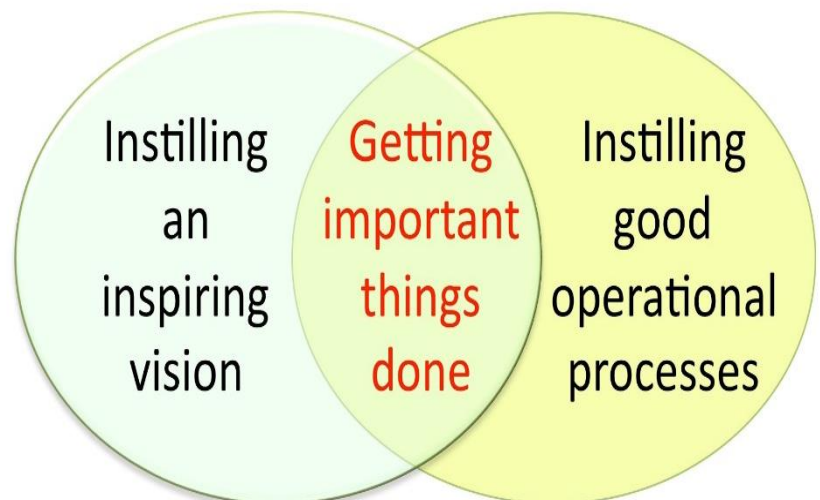 Instilling
an
inspiring
vision
Getting
important
things
done
Instilling
good
operational
processes